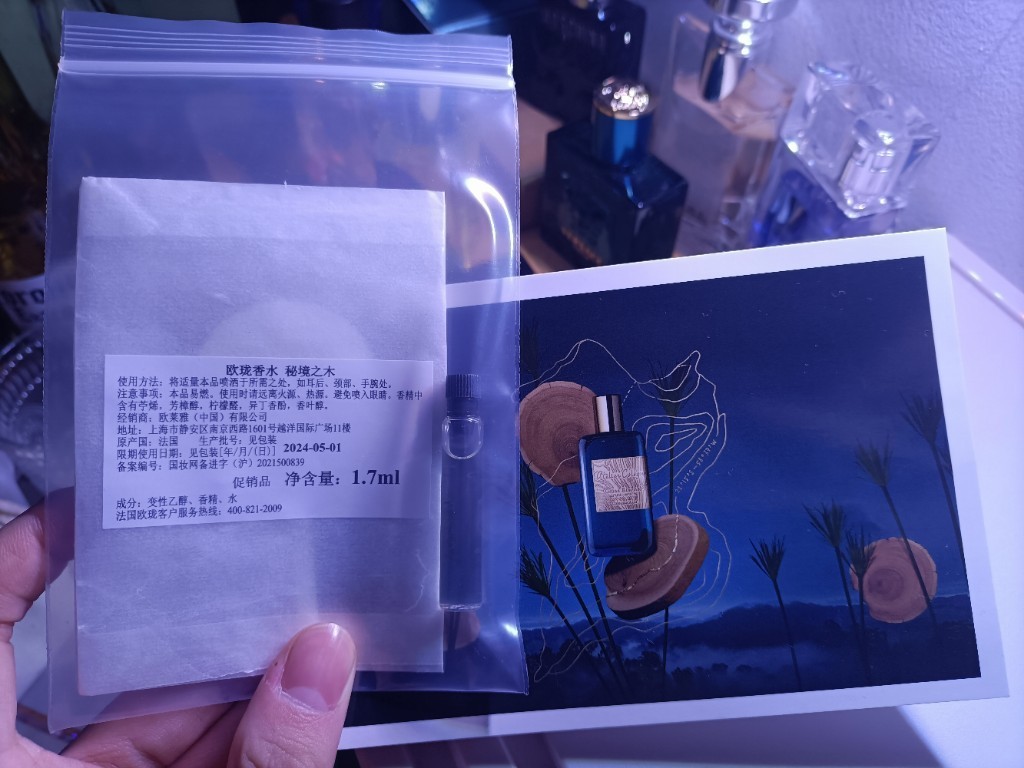 欧珑香水 秘境之木
使用方法：将适量本品喷洒于所需之处，如耳后、颈部、手腕处。
注意事项：本品易燃，使用时请远离火源、热源。避免喷入眼睛，香精中
含有苧烯，芳樟醇，柠檬醛，异丁香酚，香叶醇。
经销商：欧莱雅（中国）有限公司
地址：上海市静安区南京西路1601号越洋国际广场11楼
原产国：法国 生产批号：见包装
限期使用日期：见包装[年/月/(日)] 2024-05-01
备案编号：国妆网备进字（沪）2021500839
促销品 净含量：1.7ml
成分：变性乙醇、香精、水
法国欧珑客户服务热线：400-821-2009